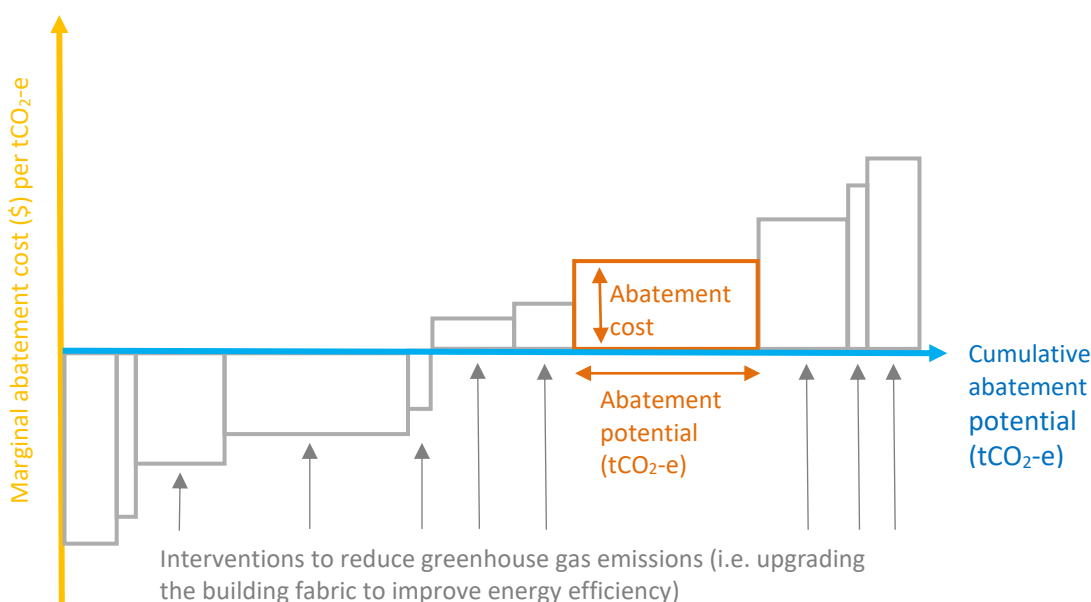 Marginal abatement cost ($) per tCO₂-e
Abatement
cost
Abatement
potential
(tCO₂-e)
Cumulative
abatement
potential
(tCO₂-e)
Interventions to reduce greenhouse gas emissions (i.e. upgrading
the building fabric to improve energy efficiency)